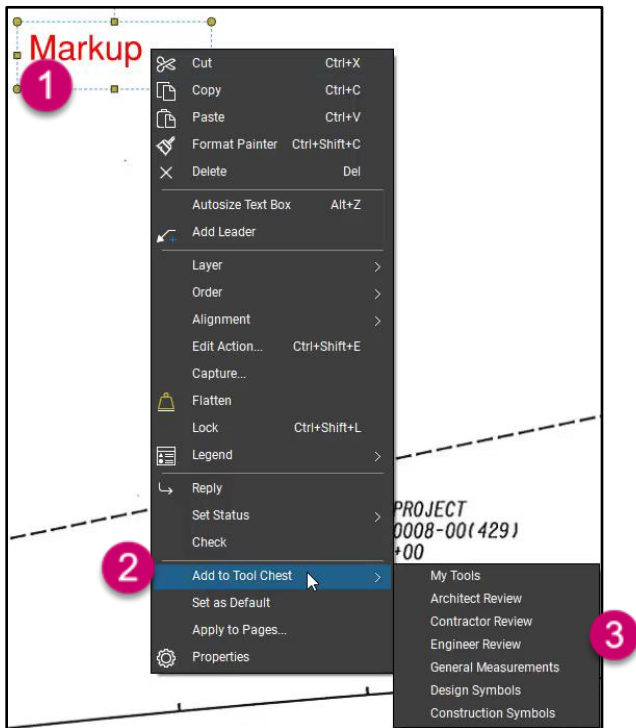 Markup
1
Cut Ctrl+X
Copy Ctrl+C
Paste Ctrl+V
Format Painter Ctrl+Shift+C
Delete Del
Autosize Text Box Alt+Z
Add Leader
Layer
Order
Alignment
Edit Action... Ctrl+Shift+E
Capture...
Flatten
Lock Ctrl+Shift+L
Legend
Reply
Set Status
Check
PROJECT
0008-00(429)
+00
2
Add to Tool Chest
Set as Default
Apply to Pages...
Properties
My Tools
Architect Review
Contractor Review
Engineer Review
General Measurements
Design Symbols
Construction Symbols
3